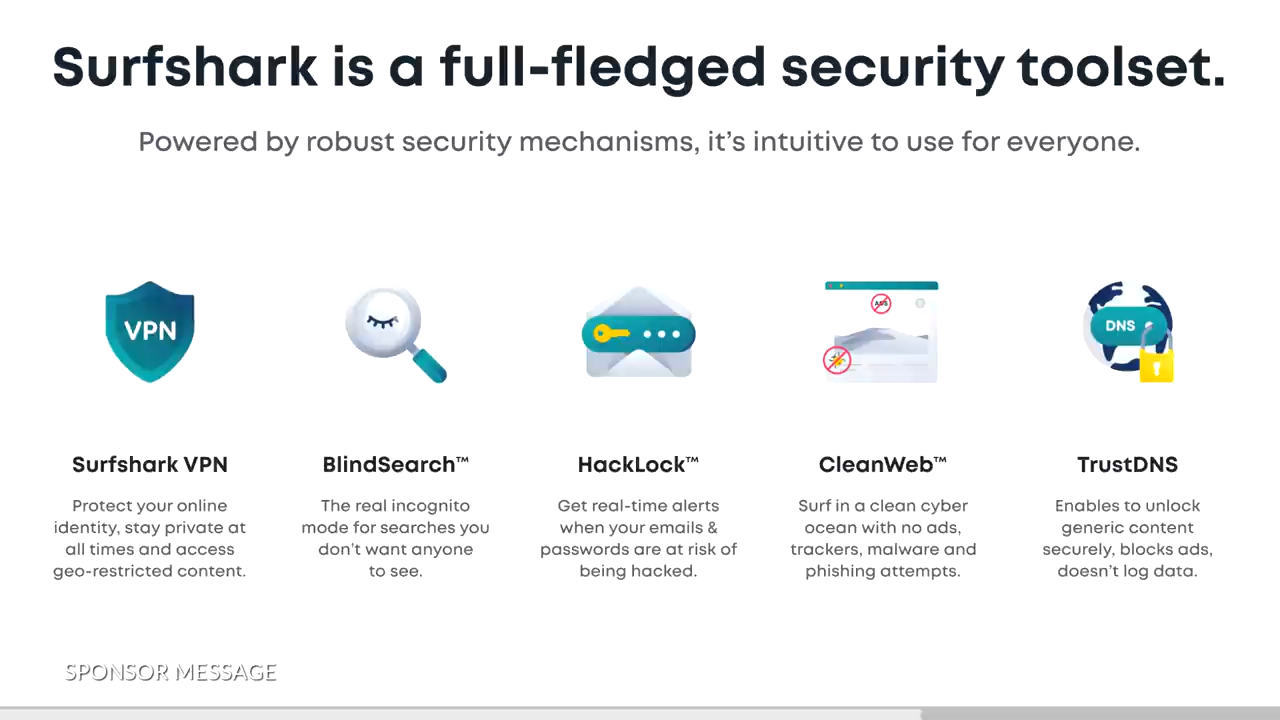 Surfshark is a full-fledged security toolset.
Powered by robust security mechanisms, it's intuitive to use for everyone.
VPN
ADS
DNS
Surfshark VPN
Protect your online
identity, stay private at
all times and access
geo-restricted content.
BlindSearch™
The real incognito
mode for searches you
don't want anyone
to see.
HackLock™
Get real-time alerts
when your emails &
passwords are at risk of
being hacked.
CleanWeb™
Surf in a clean cyber
ocean with no ads,
trackers, malware and
phishing attempts.
TrustDNS
Enables to unlock
generic content
securely, blocks ads,
doesn't log data.
SPONSOR MESSAGE